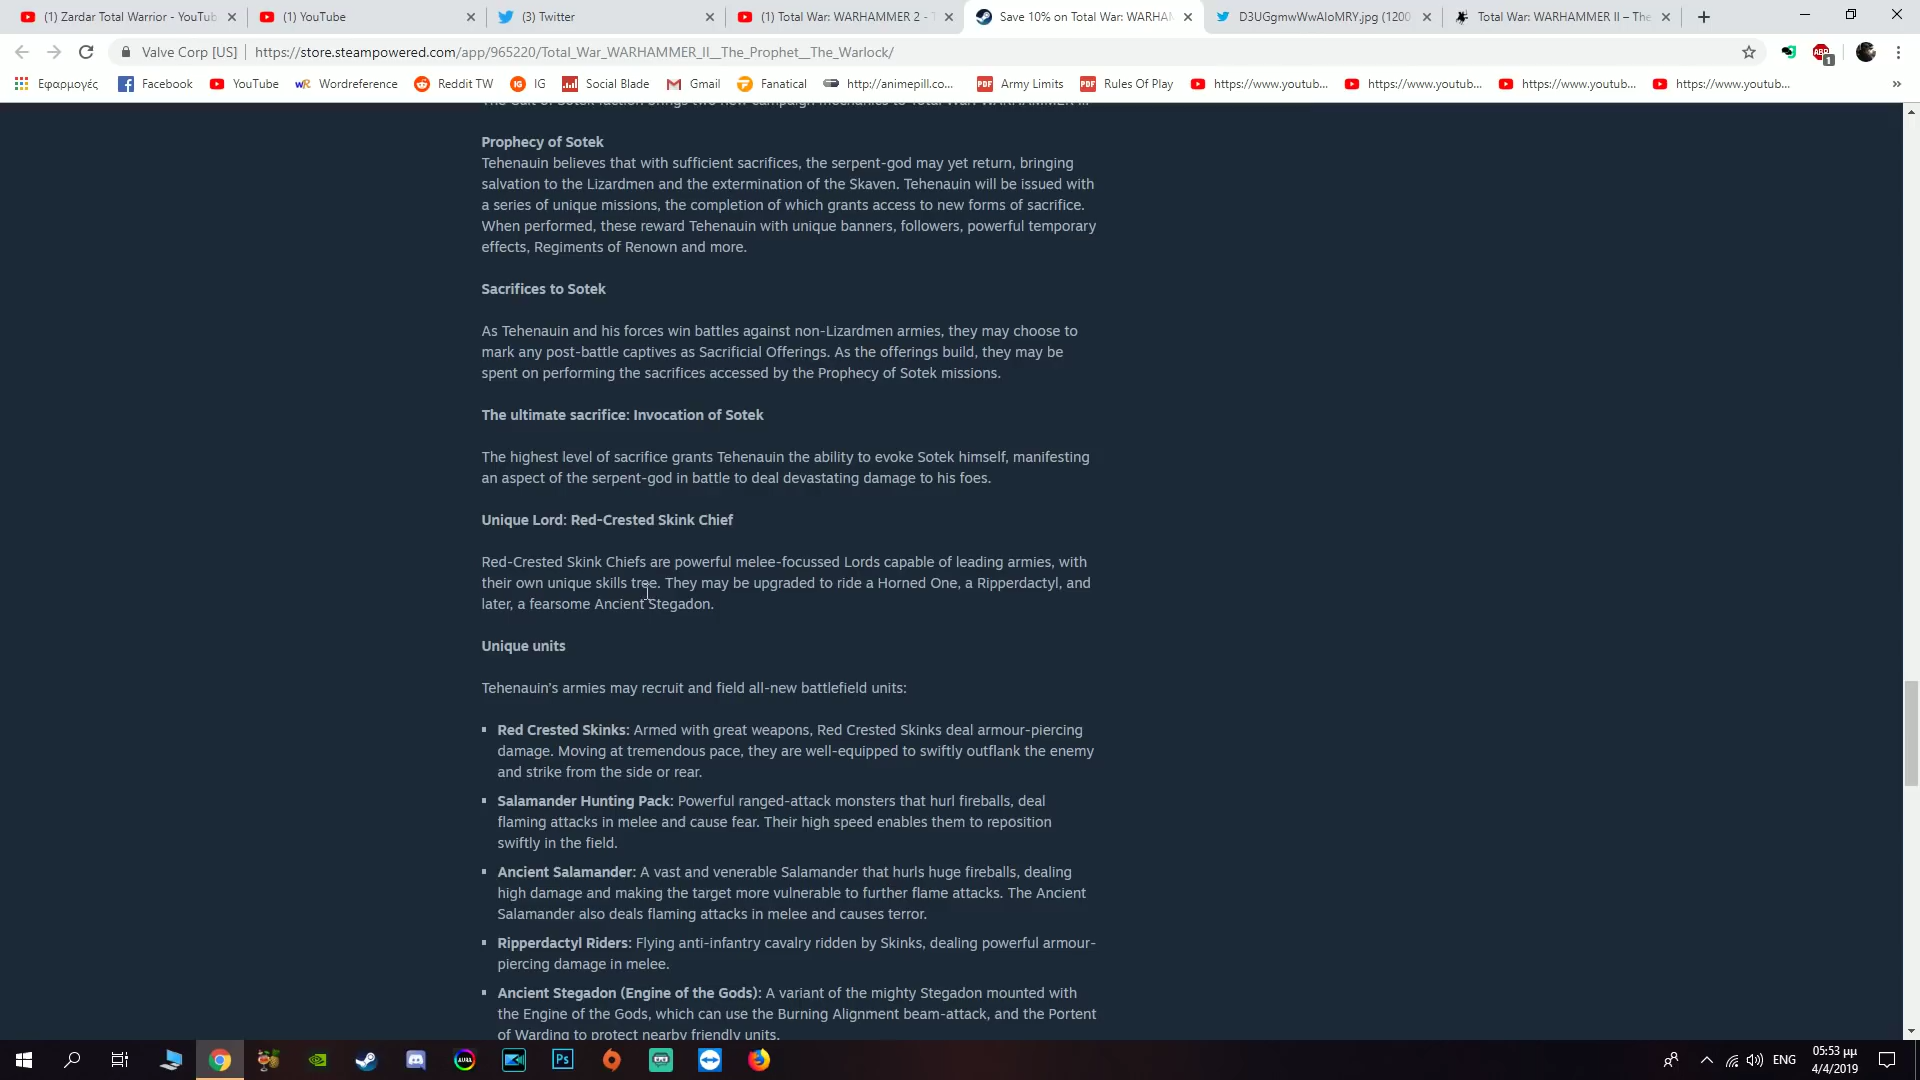 (1) Zardar Total Warrior - YouTub
(1) YouTube
(3) Twitter
(1) Total War: WARHAMMER 2 - T
Save 10% on Total War: WARHA
D3UGgmwWwAIoMRY.jpg (1200
Total War: WARHAMMER II – The
Valve Corp [US] | https://store.steampowered.com/app/965220/Total_War_WARHAMMER_II__The_Prophet__The_Warlock/
Εφαρμογές Facebook YouTube Wordreference Reddit TW IG Social Blade Gmail Fanatical http://animepill.co... Army Limits Rules Of Play https://www.youtub... https://www.youtub... https://www.youtub... https://www.youtub... »
The Cult of Sotek faction brings two new campaign mechanics to Total War: WARHAMMER II:
Prophecy of Sotek
Tehenauin believes that with sufficient sacrifices, the serpent-god may yet return, bringing
salvation to the Lizardmen and the extermination of the Skaven. Tehenauin will be issued with
a series of unique missions, the completion of which grants access to new forms of sacrifice.
When performed, these reward Tehenauin with unique banners, followers, powerful temporary
effects, Regiments of Renown and more.
Sacrifices to Sotek
As Tehenauin and his forces win battles against non-Lizardmen armies, they may choose to
mark any post-battle captives as Sacrificial Offerings. As the offerings build, they may be
spent on performing the sacrifices accessed by the Prophecy of Sotek missions.
The ultimate sacrifice: Invocation of Sotek
The highest level of sacrifice grants Tehenauin the ability to evoke Sotek himself, manifesting
an aspect of the serpent-god in battle to deal devastating damage to his foes.
Unique Lord: Red-Crested Skink Chief
Red-Crested Skink Chiefs are powerful melee-focussed Lords capable of leading armies, with
their own unique skills tree. They may be upgraded to ride a Horned One, a Ripperdactyl, and
later, a fearsome Ancient Stegadon.
Unique units
Tehenauin's armies may recruit and field all-new battlefield units:
▪ Red Crested Skinks: Armed with great weapons, Red Crested Skinks deal armour-piercing
damage. Moving at tremendous pace, they are well-equipped to swiftly outflank the enemy
and strike from the side or rear.
▪ Salamander Hunting Pack: Powerful ranged-attack monsters that hurl fireballs, deal
flaming attacks in melee and cause fear. Their high speed enables them to reposition
swiftly in the field.
▪ Ancient Salamander: A vast and venerable Salamander that hurls huge fireballs, dealing
high damage and making the target more vulnerable to further flame attacks. The Ancient
Salamander also deals flaming attacks in melee and causes terror.
▪ Ripperdactyl Riders: Flying anti-infantry cavalry ridden by Skinks, dealing powerful armour-
piercing damage in melee.
▪ Ancient Stegadon (Engine of the Gods): A variant of the mighty Stegadon mounted with
the Engine of the Gods, which can use the Burning Alignment beam-attack, and the Portent
of Warding to protect nearby friendly units.
ENG
05:53 μμ
4/4/2019